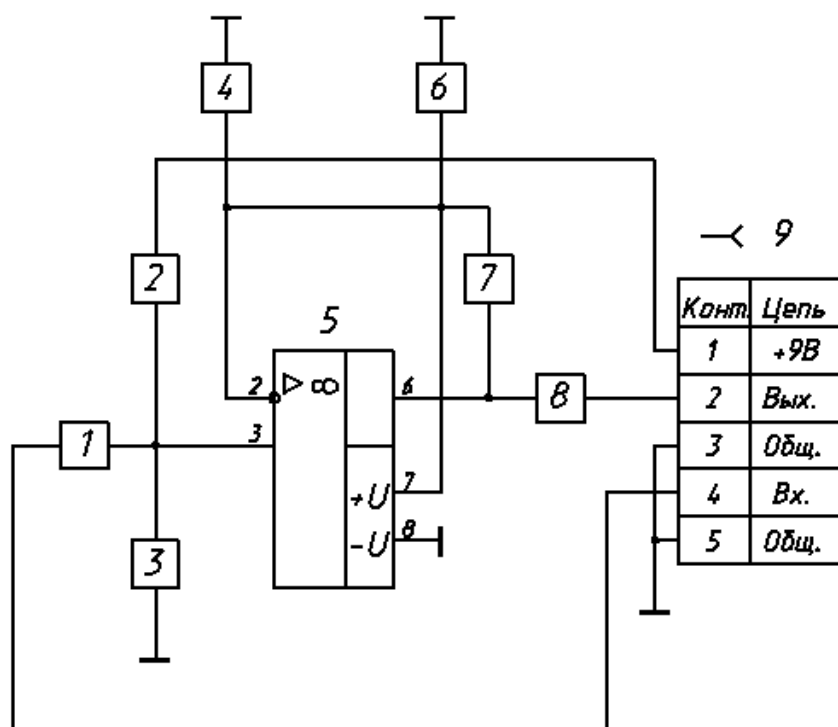 4
6
9
2
7
Конт. Цепь
5
1 +9В
2 ▷ ∞ 6
8
2 Вых.
1
3
3 Общ.
+U 7
4 Вх.
-U 8
5 Общ.
3